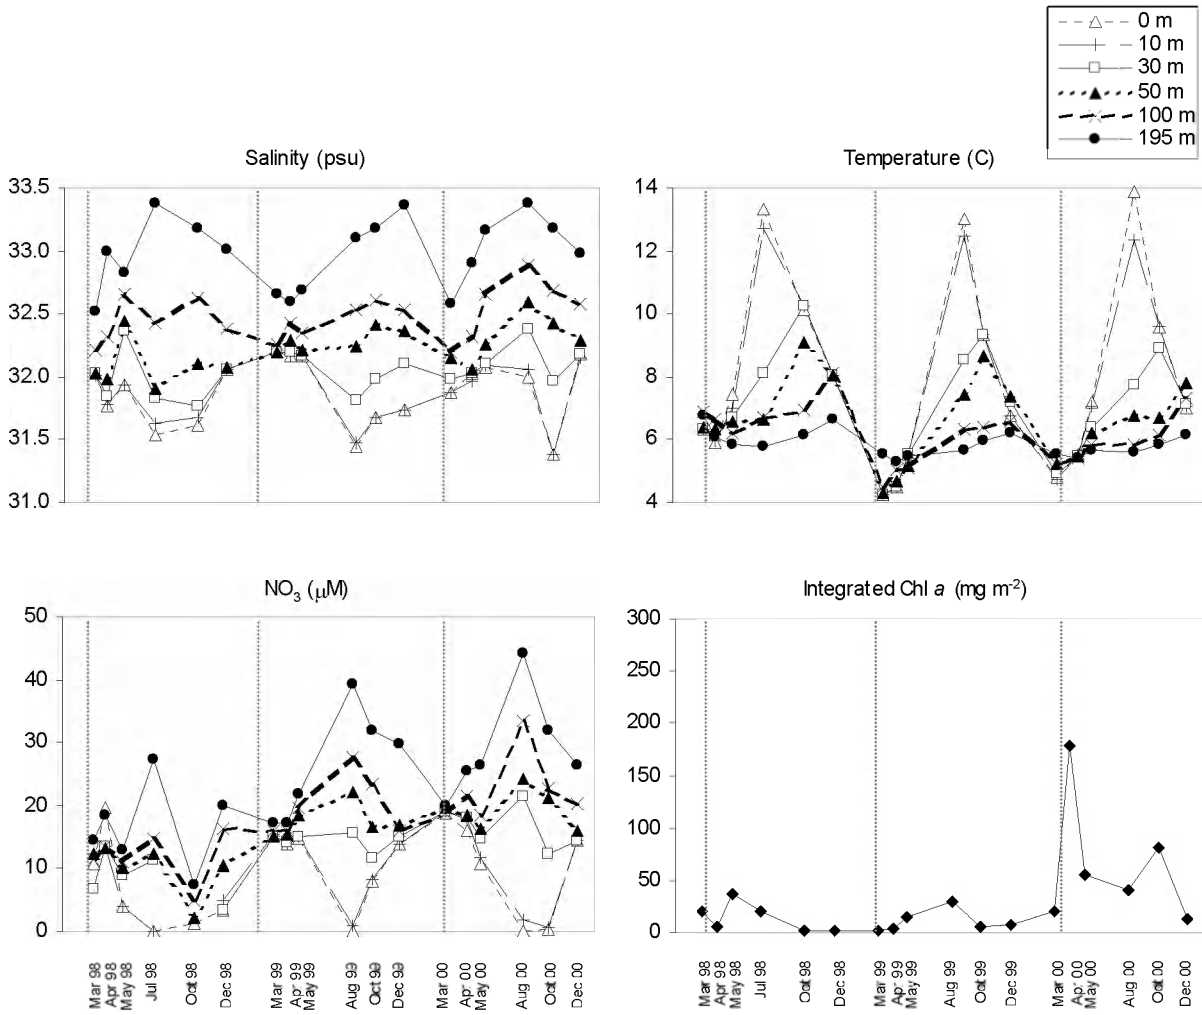 0 m
10 m
30 m
50 m
100 m
195 m
Salinity (psu)
33.5
33.0
32.5
32.0
31.5
31.0
Temperature (C)
14
12
10
8
6
4
NO3 (μM)
50
40
30
20
10
0
Mar 98
Apr 98
May 98
Jul 98
Oct 98
Dec 98
Mar 99
Apr 99
May 99
Aug 99
Oct 99
Dec 99
Mar 00
Apr 00
May 00
Aug 00
Oct 00
Dec 00
Integrated Chl a (mg m-2)
300
250
200
150
100
50
0
Mar 98
Apr 98
May 98
Jul 98
Oct 98
Dec 98
Mar 99
Apr 99
May 99
Aug 99
Oct 99
Dec 99
Mar 00
Apr 00
May 00
Aug 00
Oct 00
Dec 00